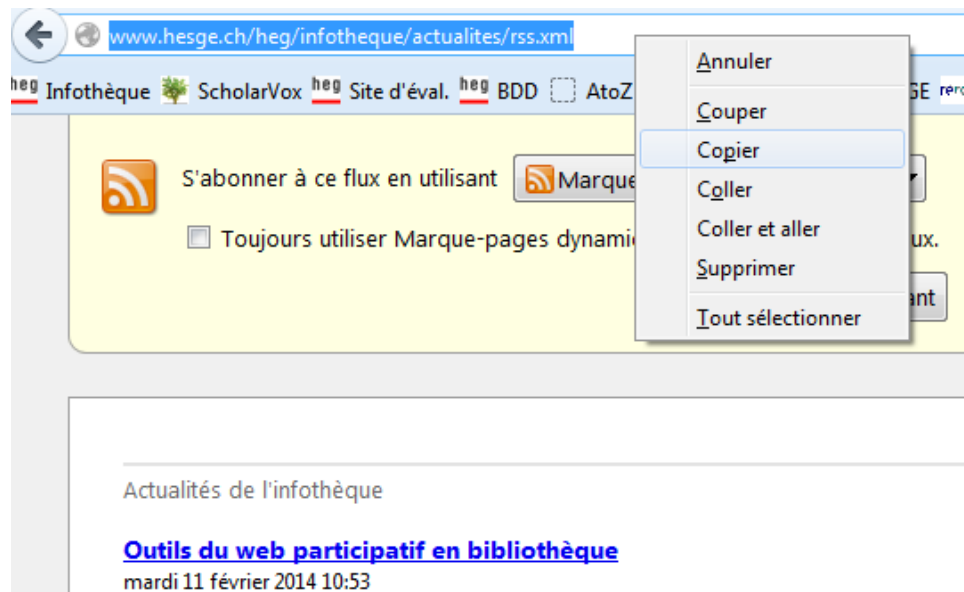 www.hesge.ch/heg/infotheque/actualites/rss.xml
heg Infothèque ScholarVox heg Site d'éval. heg BDD AtoZ GE rero
Annuler
Couper
Copier
Coller
Coller et aller
Supprimer
Tout sélectionner
S'abonner à ce flux en utilisant Marque
Toujours utiliser Marque-pages dynami ux.
ant
Actualités de l'infothèque
Outils du web participatif en bibliothèque
mardi 11 février 2014 10:53